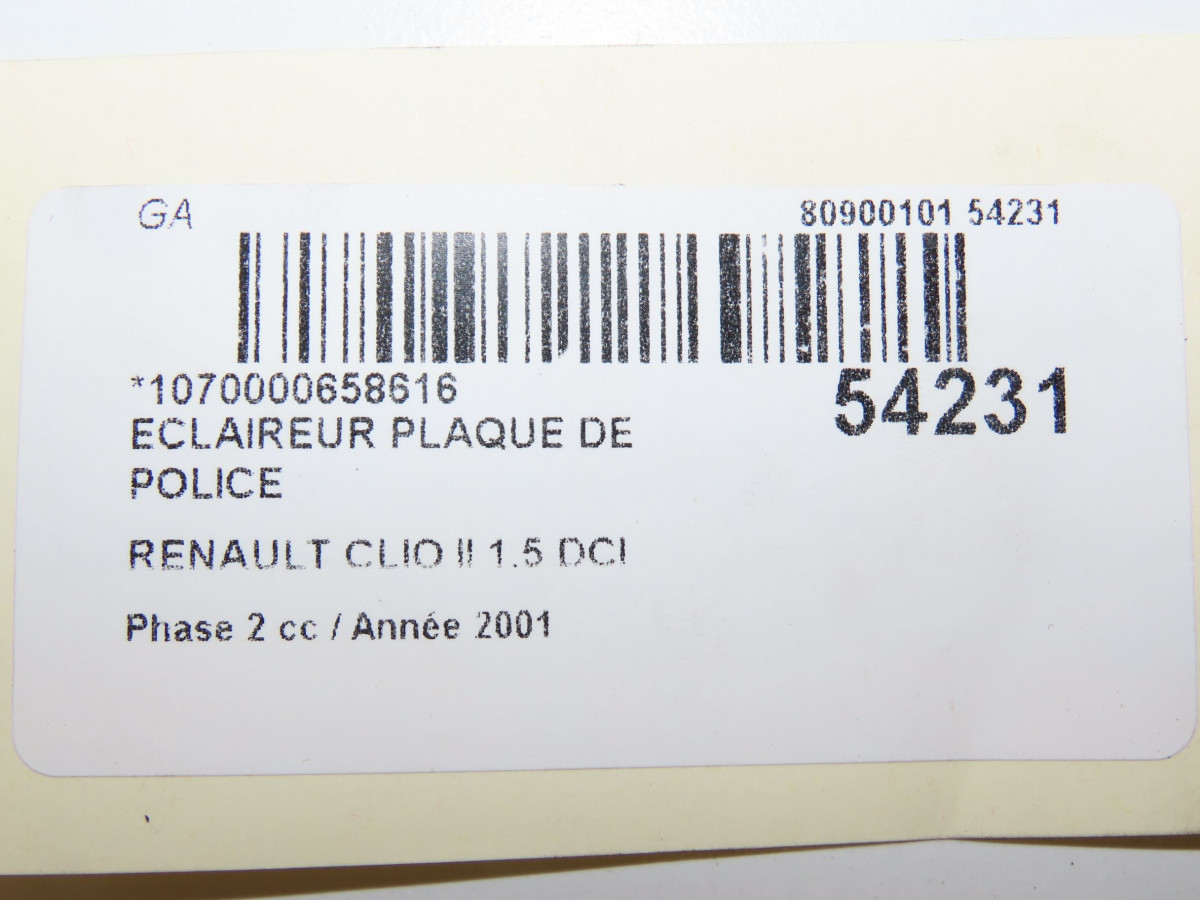 GA 80900101 54231
*1070000658616 54231
ECLAIREUR PLAQUE DE
POLICE
RENAULT CLIO II 1.5 DCI
Phase 2 cc / Année 2001